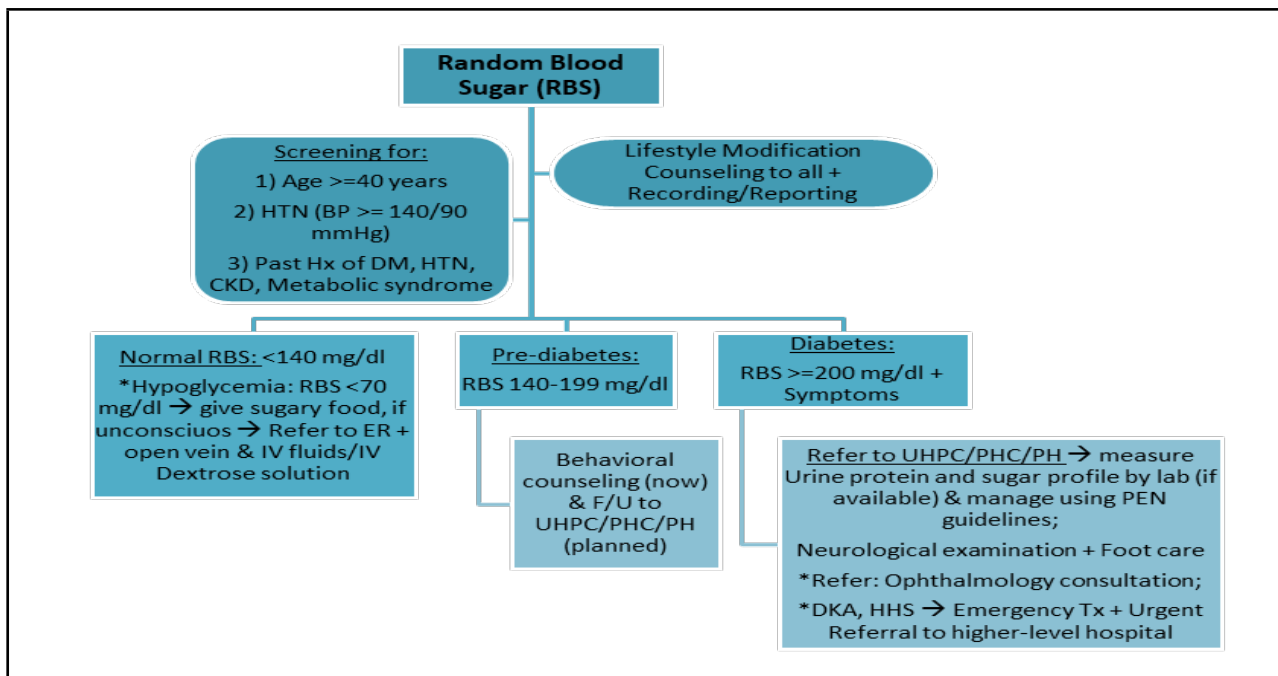 Random Blood
Sugar (RBS)
Screening for:
1) Age >=40 years
2) HTN (BP >= 140/90
mmHg)
3) Past Hx of DM, HTN,
CKD, Metabolic syndrome
Lifestyle Modification
Counseling to all +
Recording/Reporting
Normal RBS: <140 mg/dl
*Hypoglycemia: RBS <70
mg/dl → give sugary food, if
unconsciuos → Refer to ER +
open vein & IV fluids/IV
Dextrose solution
Pre-diabetes:
RBS 140-199 mg/dl
Behavioral
counseling (now)
& F/U to
UHPC/PHC/PH
(planned)
Diabetes:
RBS >=200 mg/dl +
Symptoms
Refer to UHPC/PHC/PH → measure
Urine protein and sugar profile by lab (if
available) & manage using PEN
guidelines;
Neurological examination + Foot care
*Refer: Ophthalmology consultation;
*DKA, HHS → Emergency Tx + Urgent
Referral to higher-level hospital